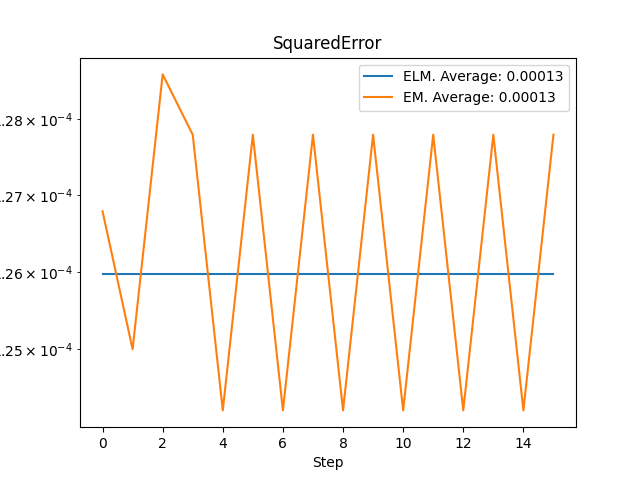 SquaredError
ELM. Average: 0.00013
EM. Average: 0.00013
.28 × 10⁻⁴
.27 × 10⁻⁴
.26 × 10⁻⁴
.25 × 10⁻⁴
0 2 4 6 8 10 12 14
Step